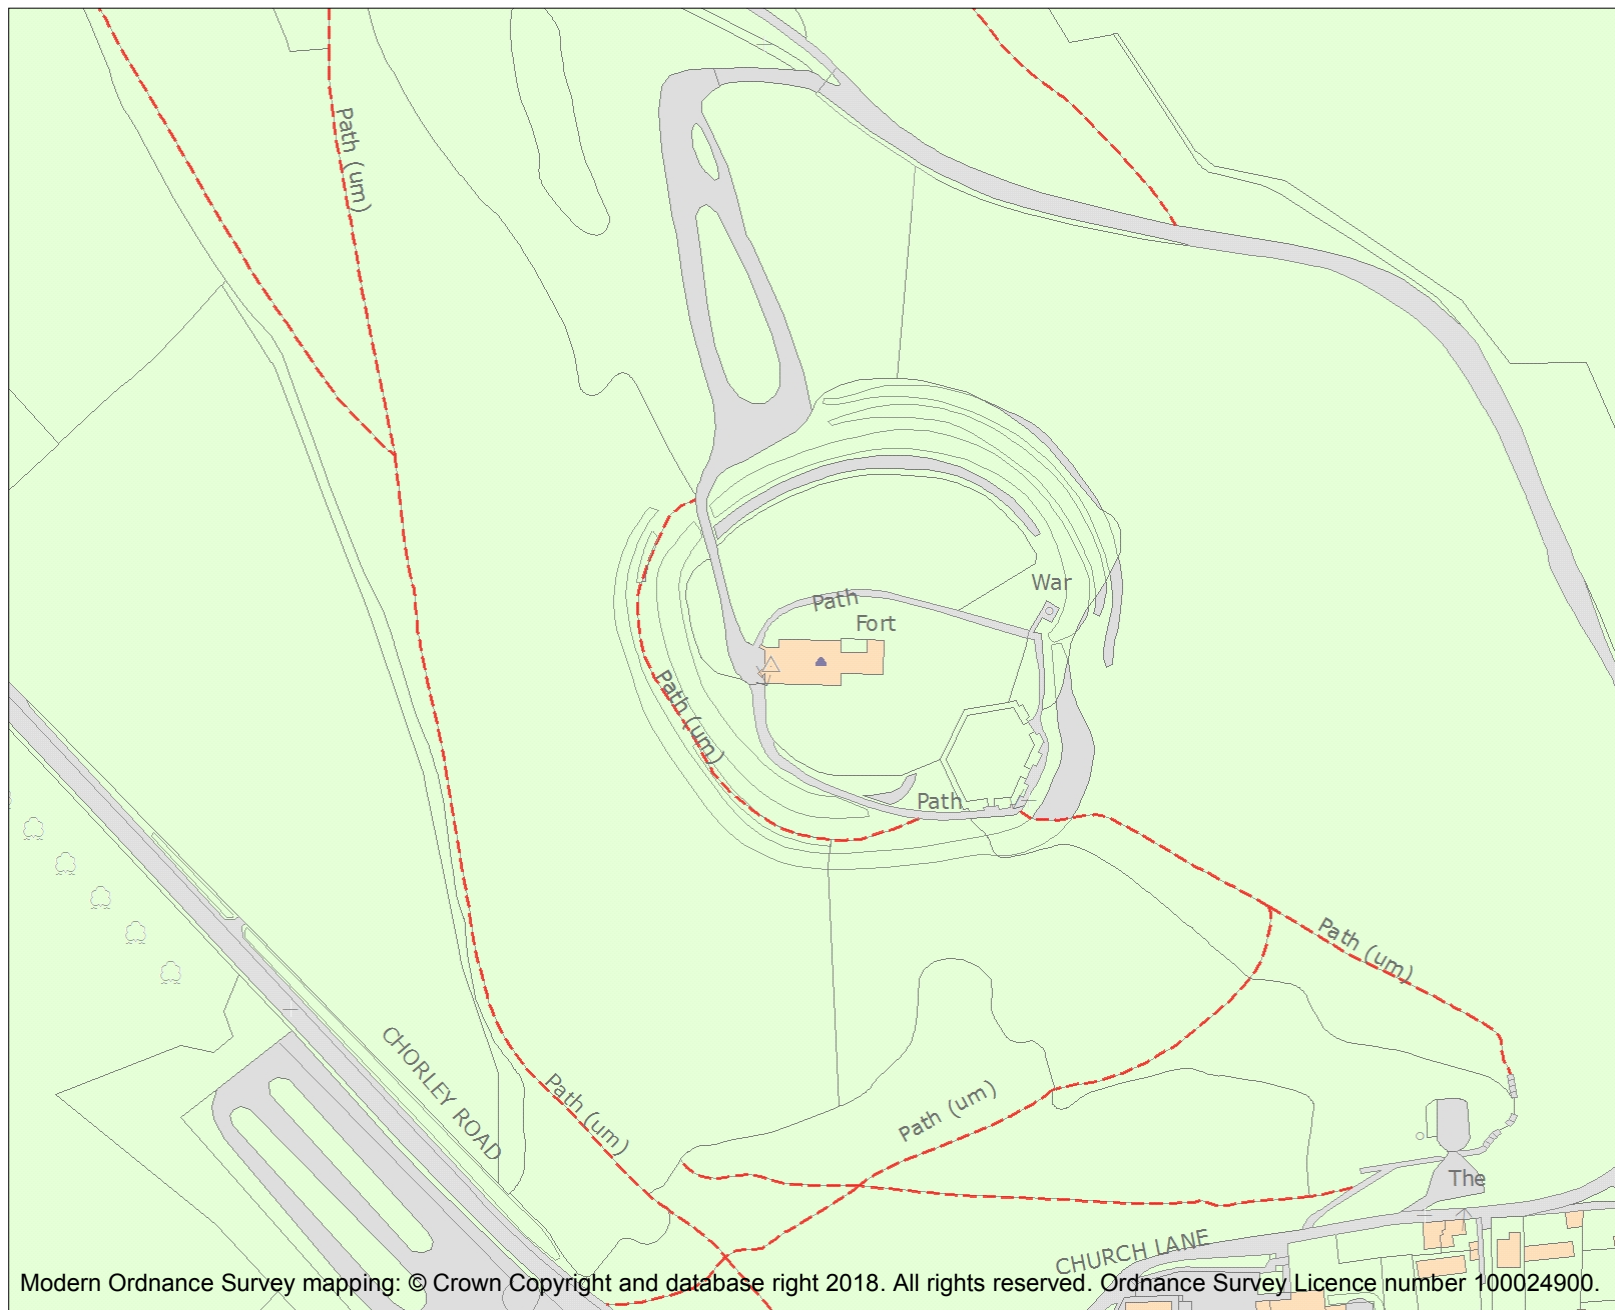 Path (um)
War
Path
Fort
Path (um)
Path
Path (um)
CHORLEY ROAD
Path (um)
Path (um)
The
CHURCH LANE
Modern Ordnance Survey mapping: © Crown Copyright and database right 2018. All rights reserved. Ordnance Survey Licence number 100024900.